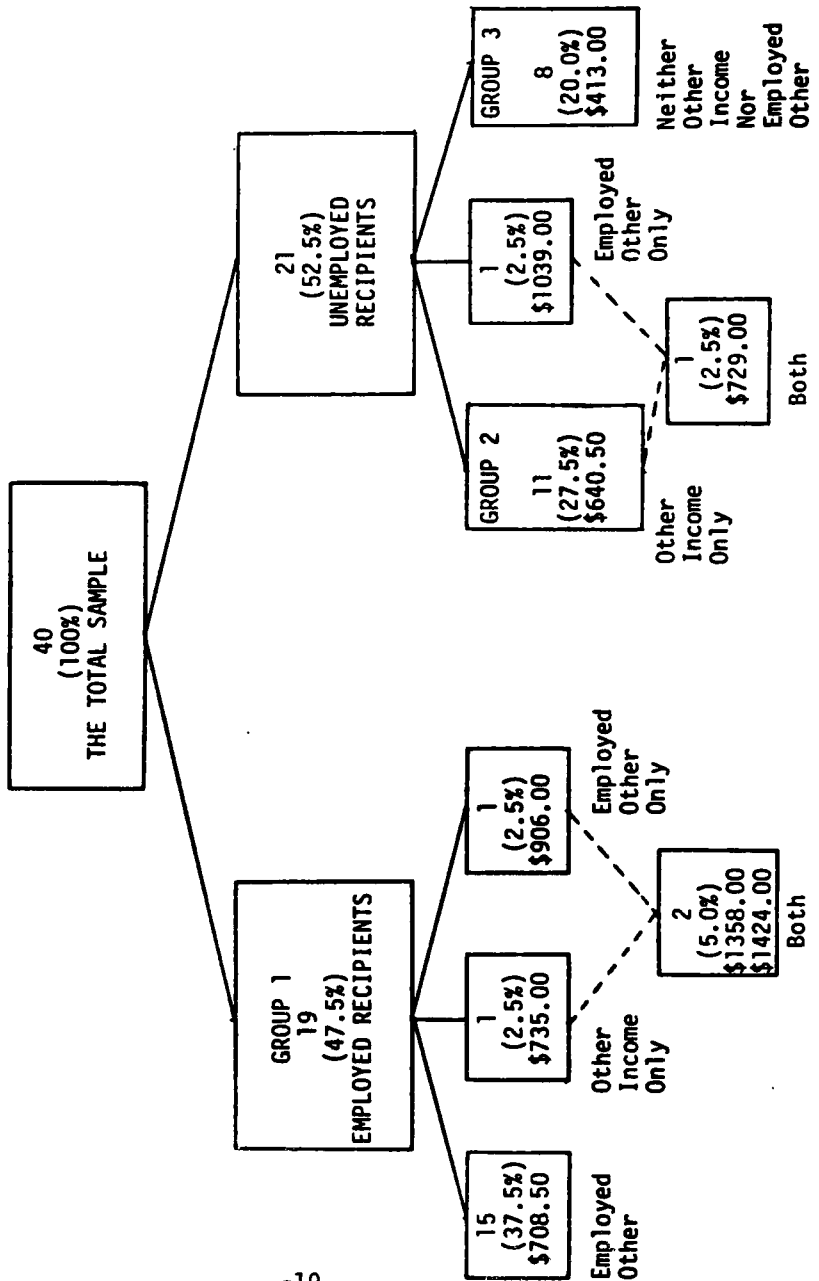 40
(100%)
THE TOTAL SAMPLE
GROUP 1
19
(47.5%)
EMPLOYED RECIPIENTS
21
(52.5%)
UNEMPLOYED
RECIPIENTS
15
(37.5%)
$708.50
Employed
Other
1
(2.5%)
$735.00
Other
Income
Only
1
(2.5%)
$906.00
Employed
Other
Only
2
(5.0%)
$1358.00
$1424.00
Both
GROUP 2
11
(27.5%)
$640.50
Other
Income
Only
1
(2.5%)
$1039.00
Employed
Other
Only
1
(2.5%)
$729.00
Both
GROUP 3
8
(20.0%)
$413.00
Neither
Other
Income
Nor
Employed
Other
-19